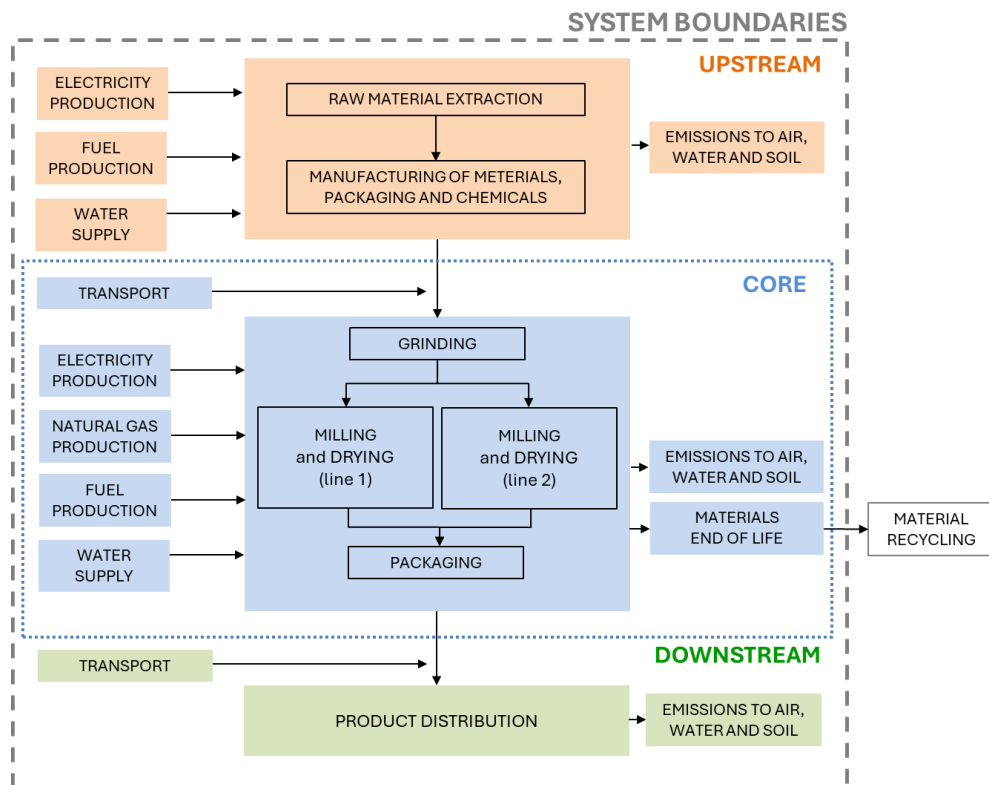 SYSTEM BOUNDARIES
UPSTREAM
ELECTRICITY
PRODUCTION
RAW MATERIAL EXTRACTION
FUEL
PRODUCTION
MANUFACTURING OF METERIALS,
PACKAGING AND CHEMICALS
EMISSIONS TO AIR,
WATER AND SOIL
WATER
SUPPLY
CORE
TRANSPORT
GRINDING
ELECTRICITY
PRODUCTION
NATURAL GAS
PRODUCTION
MILLING
and DRYING
(line 1)
MILLING
and DRYING
(line 2)
EMISSIONS TO AIR,
WATER AND SOIL
FUEL
PRODUCTION
MATERIALS
END OF LIFE
MATERIAL
RECYCLING
WATER
SUPPLY
PACKAGING
DOWNSTREAM
TRANSPORT
PRODUCT DISTRIBUTION
EMISSIONS TO AIR,
WATER AND SOIL